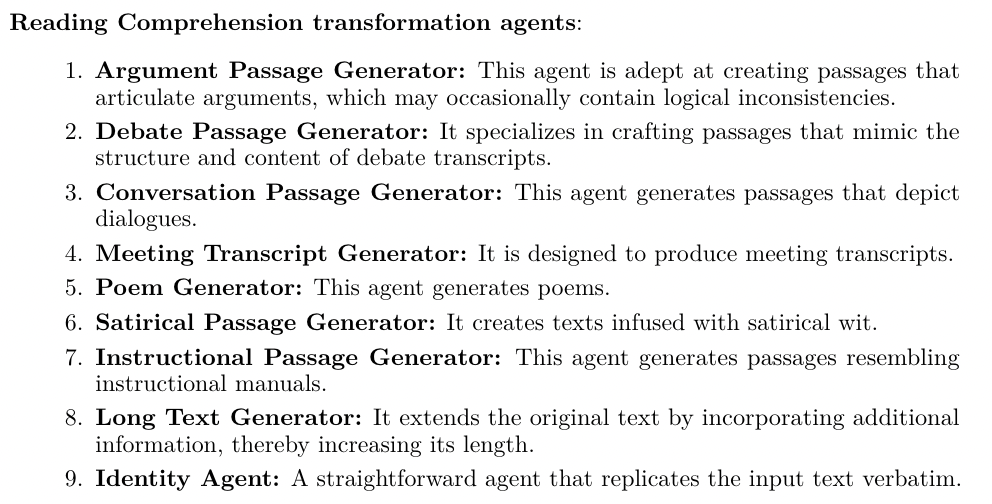 Reading Comprehension transformation agents:
1. Argument Passage Generator: This agent is adept at creating passages that
articulate arguments, which may occasionally contain logical inconsistencies.
2. Debate Passage Generator: It specializes in crafting passages that mimic the
structure and content of debate transcripts.
3. Conversation Passage Generator: This agent generates passages that depict
dialogues.
4. Meeting Transcript Generator: It is designed to produce meeting transcripts.
5. Poem Generator: This agent generates poems.
6. Satirical Passage Generator: It creates texts infused with satirical wit.
7. Instructional Passage Generator: This agent generates passages resembling
instructional manuals.
8. Long Text Generator: It extends the original text by incorporating additional
information, thereby increasing its length.
9. Identity Agent: A straightforward agent that replicates the input text verbatim.